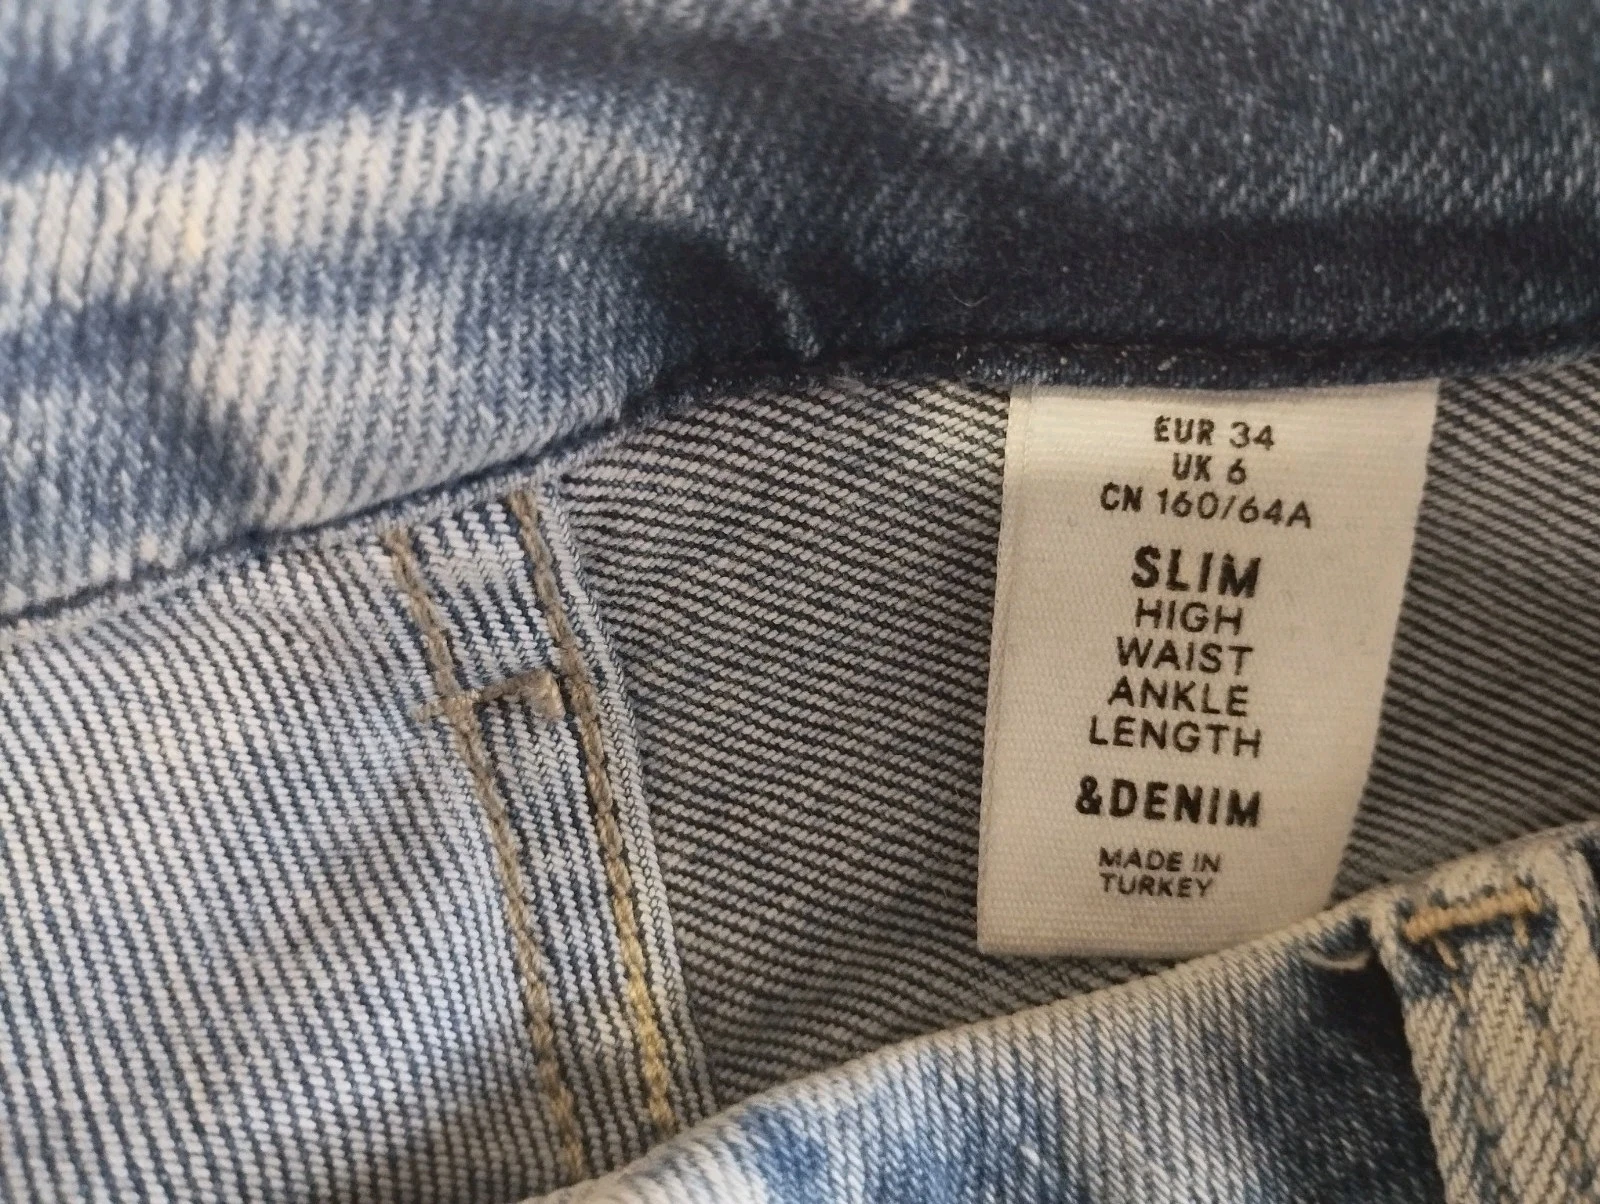 EUR 34
UK 6
CN 160/64A
SLIM
HIGH
WAIST
ANKLE
LENGTH
&DENIM
MADE IN
TURKEY